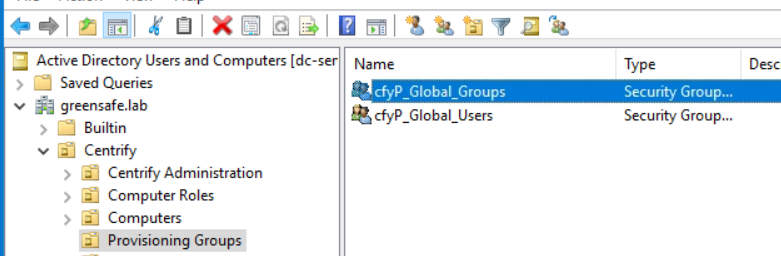 Active Directory Users and Computers [dc-ser
Name
Type
Desc
Saved Queries
cfyP_Global_Groups
Security Group...
greensafe.lab
cfyP_Global_Users
Security Group...
Builtin
Centrify
Centrify Administration
Computer Roles
Computers
Provisioning Groups